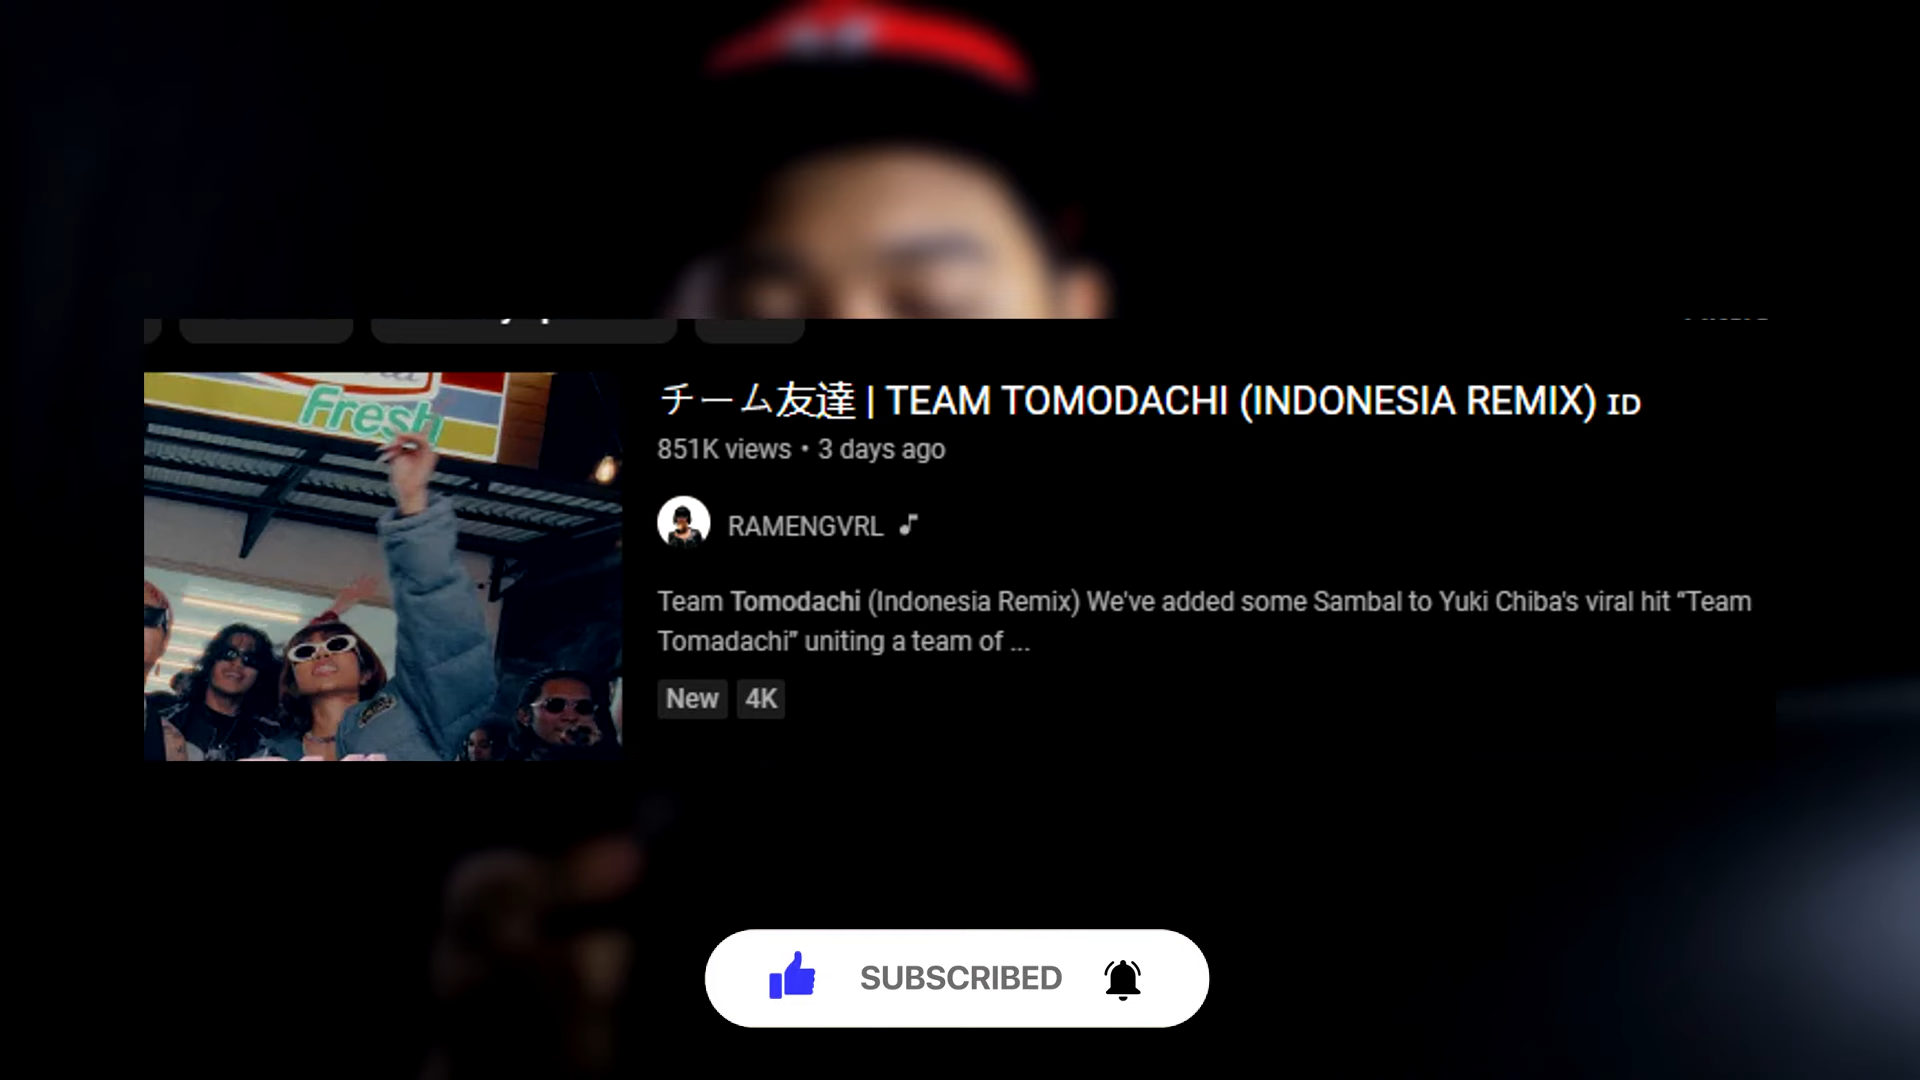 Fresh
チーム友達 | TEAM TOMODACHI (INDONESIA REMIX) ID
851K views • 3 days ago
RAMENGVRL
Team Tomodachi (Indonesia Remix) We've added some Sambal to Yuki Chiba's viral hit “Team
Tomadachi” uniting a team of ...
New 4K
SUBSCRIBED